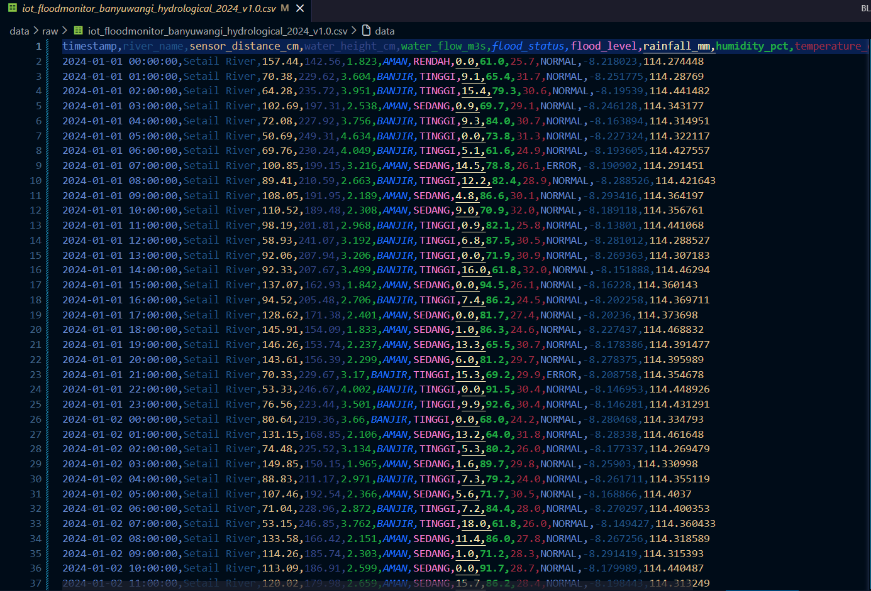 iot_floodmonitor_banyuwangi_hydrological_2024_v1.0.csv M X
BL
data > raw > iot_floodmonitor_banyuwangi_hydrological_2024_v1.0.csv > data
1 timestamp,river_name,sensor_distance_cm,water_height_cm,water_flow_m3s,flood_status,flood_level,rainfall_mm,humidity_pct,temperature_
2 2024-01-01 00:00:00,Setail River,157.44,142.56,1.823,AMAN,RENDAH,0.0,61.0,25.7,NORMAL,-8.218023,114.274448
3 2024-01-01 01:00:00,Setail River,70.38,229.62,3.604,BANJIR,TINGGI,9.1,65.4,31.7,NORMAL,-8.251775,114.28769
4 2024-01-01 02:00:00,Setail River,64.28,235.72,3.951,BANJIR,TINGGI,15.4,79.3,30.6,NORMAL,-8.19539,114.441482
5 2024-01-01 03:00:00,Setail River,102.69,197.31,2.538,AMAN,SEDANG,0.9,69.7,29.1,NORMAL,-8.246128,114.343177
6 2024-01-01 04:00:00,Setail River,72.08,227.92,3.756,BANJIR,TINGGI,9.3,84.0,30.7,NORMAL,-8.163894,114.314951
7 2024-01-01 05:00:00,Setail River,50.69,249.31,4.634,BANJIR,TINGGI,0.0,73.8,31.3,NORMAL,-8.227324,114.322117
8 2024-01-01 06:00:00,Setail River,69.76,230.24,4.049,BANJIR,TINGGI,5.1,61.6,24.9,NORMAL,-8.193605,114.427557
9 2024-01-01 07:00:00,Setail River,100.85,199.15,3.216,AMAN,SEDANG,14.5,78.8,26.1,ERROR,-8.190902,114.291451
10 2024-01-01 08:00:00,Setail River,89.41,210.59,2.663,BANJIR,TINGGI,12.2,82.4,28.9,NORMAL,-8.288526,114.421643
11 2024-01-01 09:00:00,Setail River,108.05,191.95,2.189,AMAN,SEDANG,4.8,86.6,30.1,NORMAL,-8.293416,114.364197
12 2024-01-01 10:00:00,Setail River,110.52,189.48,2.308,AMAN,SEDANG,9.0,70.9,32.0,NORMAL,-8.189118,114.356761
13 2024-01-01 11:00:00,Setail River,98.19,201.81,2.968,BANJIR,TINGGI,0.9,82.1,25.8,NORMAL,-8.13801,114.441068
14 2024-01-01 12:00:00,Setail River,58.93,241.07,3.192,BANJIR,TINGGI,6.8,87.5,30.5,NORMAL,-8.281012,114.288527
15 2024-01-01 13:00:00,Setail River,92.06,207.94,3.206,BANJIR,TINGGI,0.0,71.9,30.9,NORMAL,-8.269363,114.307183
16 2024-01-01 14:00:00,Setail River,92.33,207.67,3.499,BANJIR,TINGGI,16.0,61.8,32.0,NORMAL,-8.151888,114.46294
17 2024-01-01 15:00:00,Setail River,137.07,162.93,1.842,AMAN,SEDANG,0.0,94.5,26.1,NORMAL,-8.16228,114.360143
18 2024-01-01 16:00:00,Setail River,94.52,205.48,2.706,BANJIR,TINGGI,7.4,86.2,24.5,NORMAL,-8.202258,114.369711
19 2024-01-01 17:00:00,Setail River,128.62,171.38,2.401,AMAN,SEDANG,0.0,81.7,27.4,NORMAL,-8.20236,114.373698
20 2024-01-01 18:00:00,Setail River,145.91,154.09,1.833,AMAN,SEDANG,1.0,86.3,24.6,NORMAL,-8.227437,114.468832
21 2024-01-01 19:00:00,Setail River,146.26,153.74,2.237,AMAN,SEDANG,13.3,65.5,30.7,NORMAL,-8.178386,114.391477
22 2024-01-01 20:00:00,Setail River,143.61,156.39,2.299,AMAN,SEDANG,6.0,81.2,29.7,NORMAL,-8.278375,114.395989
23 2024-01-01 21:00:00,Setail River,70.33,229.67,3.17,BANJIR,TINGGI,15.3,69.2,29.9,ERROR,-8.208758,114.354678
24 2024-01-01 22:00:00,Setail River,53.33,246.67,4.002,BANJIR,TINGGI,0.0,91.5,30.4,NORMAL,-8.146953,114.448926
25 2024-01-01 23:00:00,Setail River,76.56,223.44,3.501,BANJIR,TINGGI,9.9,92.6,30.4,NORMAL,-8.146281,114.431291
26 2024-01-02 00:00:00,Setail River,80.64,219.36,3.66,BANJIR,TINGGI,0.0,68.0,24.2,NORMAL,-8.280468,114.334793
27 2024-01-02 01:00:00,Setail River,131.15,168.85,2.106,AMAN,SEDANG,13.2,64.0,31.8,NORMAL,-8.28338,114.461648
28 2024-01-02 02:00:00,Setail River,74.48,225.52,3.134,BANJIR,TINGGI,5.3,80.2,26.0,NORMAL,-8.177337,114.269479
29 2024-01-02 03:00:00,Setail River,149.85,150.15,1.965,AMAN,SEDANG,1.6,89.7,29.8,NORMAL,-8.25903,114.330998
30 2024-01-02 04:00:00,Setail River,88.83,211.17,2.971,BANJIR,TINGGI,7.3,79.2,24.0,NORMAL,-8.261711,114.355119
31 2024-01-02 05:00:00,Setail River,107.46,192.54,2.366,AMAN,SEDANG,5.6,71.7,30.5,NORMAL,-8.168866,114.4037
32 2024-01-02 06:00:00,Setail River,71.04,228.96,2.872,BANJIR,TINGGI,7.2,84.4,28.0,NORMAL,-8.270297,114.400353
33 2024-01-02 07:00:00,Setail River,53.15,246.85,3.762,BANJIR,TINGGI,18.0,61.8,26.0,NORMAL,-8.149427,114.360433
34 2024-01-02 08:00:00,Setail River,133.58,166.42,2.151,AMAN,SEDANG,11.4,86.0,27.8,NORMAL,-8.267256,114.318589
35 2024-01-02 09:00:00,Setail River,114.26,185.74,2.303,AMAN,SEDANG,1.0,71.2,28.3,NORMAL,-8.291419,114.315393
36 2024-01-02 10:00:00,Setail River,113.09,186.91,2.599,AMAN,SEDANG,0.0,91.7,28.7,NORMAL,-8.179989,114.440487
37 2024-01-02 11:00:00,Setail River,120.02,179.98,2.659,AMAN,SEDANG,15.7,86.2,28.4,NORMAL,-8.198443,114.313249